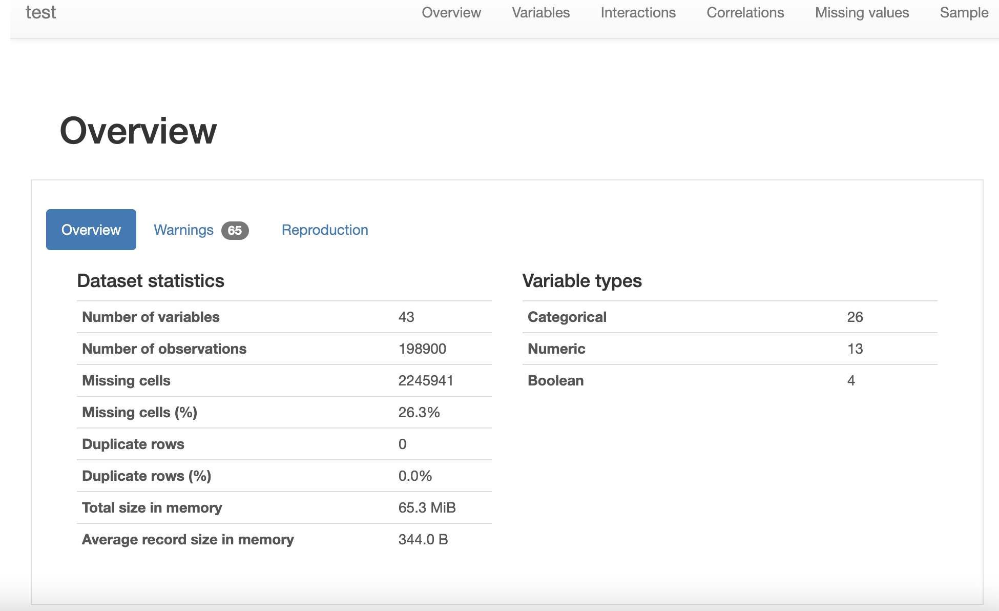 test Overview Variables Interactions Correlations Missing values Sample
Overview
Overview Warnings 65 Reproduction
Dataset statistics
Number of variables 43
Number of observations 198900
Missing cells 2245941
Missing cells (%) 26.3%
Duplicate rows 0
Duplicate rows (%) 0.0%
Total size in memory 65.3 MiB
Average record size in memory 344.0 B
Variable types
Categorical 26
Numeric 13
Boolean 4